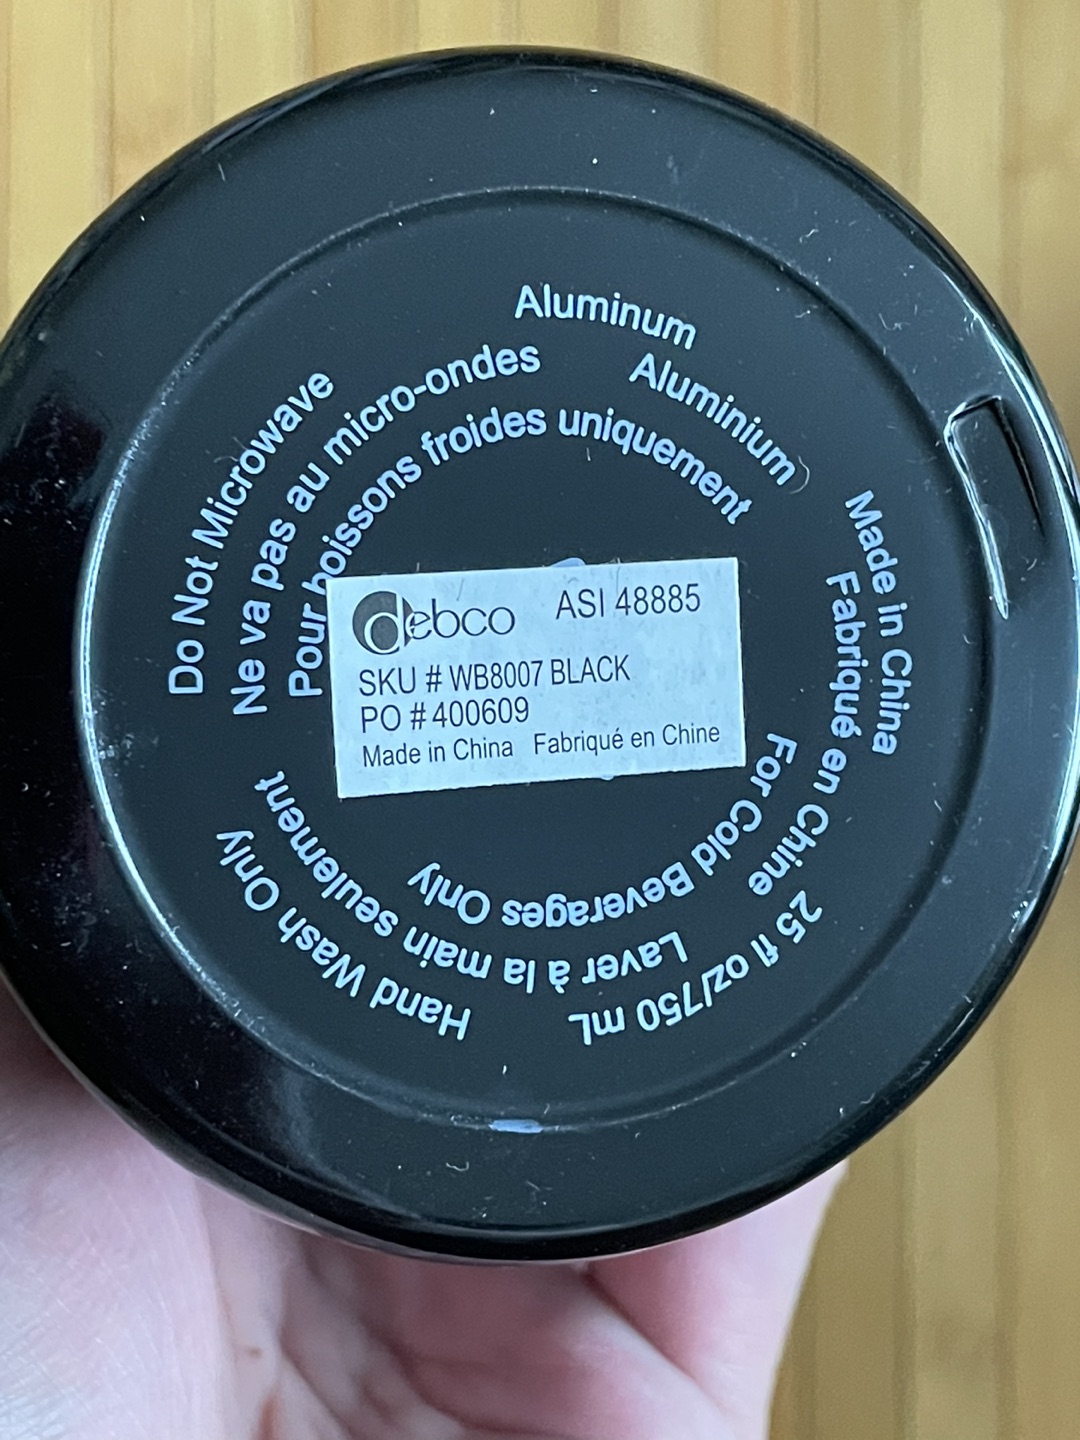 Aluminum
Aluminium
Made in China
Fabriqué en Chine
25 fl oz/750 mL
Hand Wash Only
Laver à la main seulement
Do Not Microwave
Ne va pas au micro-ondes
Pour boissons froides uniquement
For Cold Beverages Only
debco ASI 48885
SKU # WB8007 BLACK
PO # 400609
Made in China Fabriqué en Chine